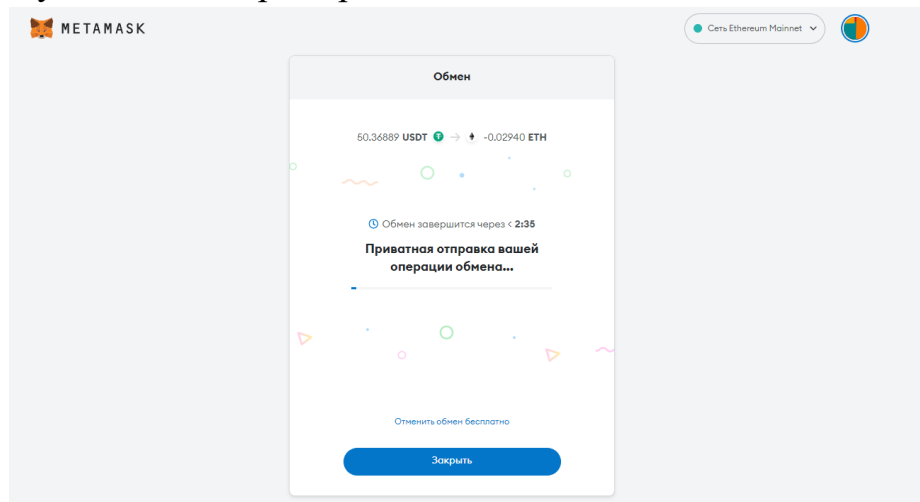 METAMASK
Сеть Ethereum Mainnet
Обмен
50.36889 USDT → -0.02940 ETH
Обмен завершится через < 2:35
Приватная отправка вашей
операции обмена...
Отменить обмен бесплатно
Закрыть